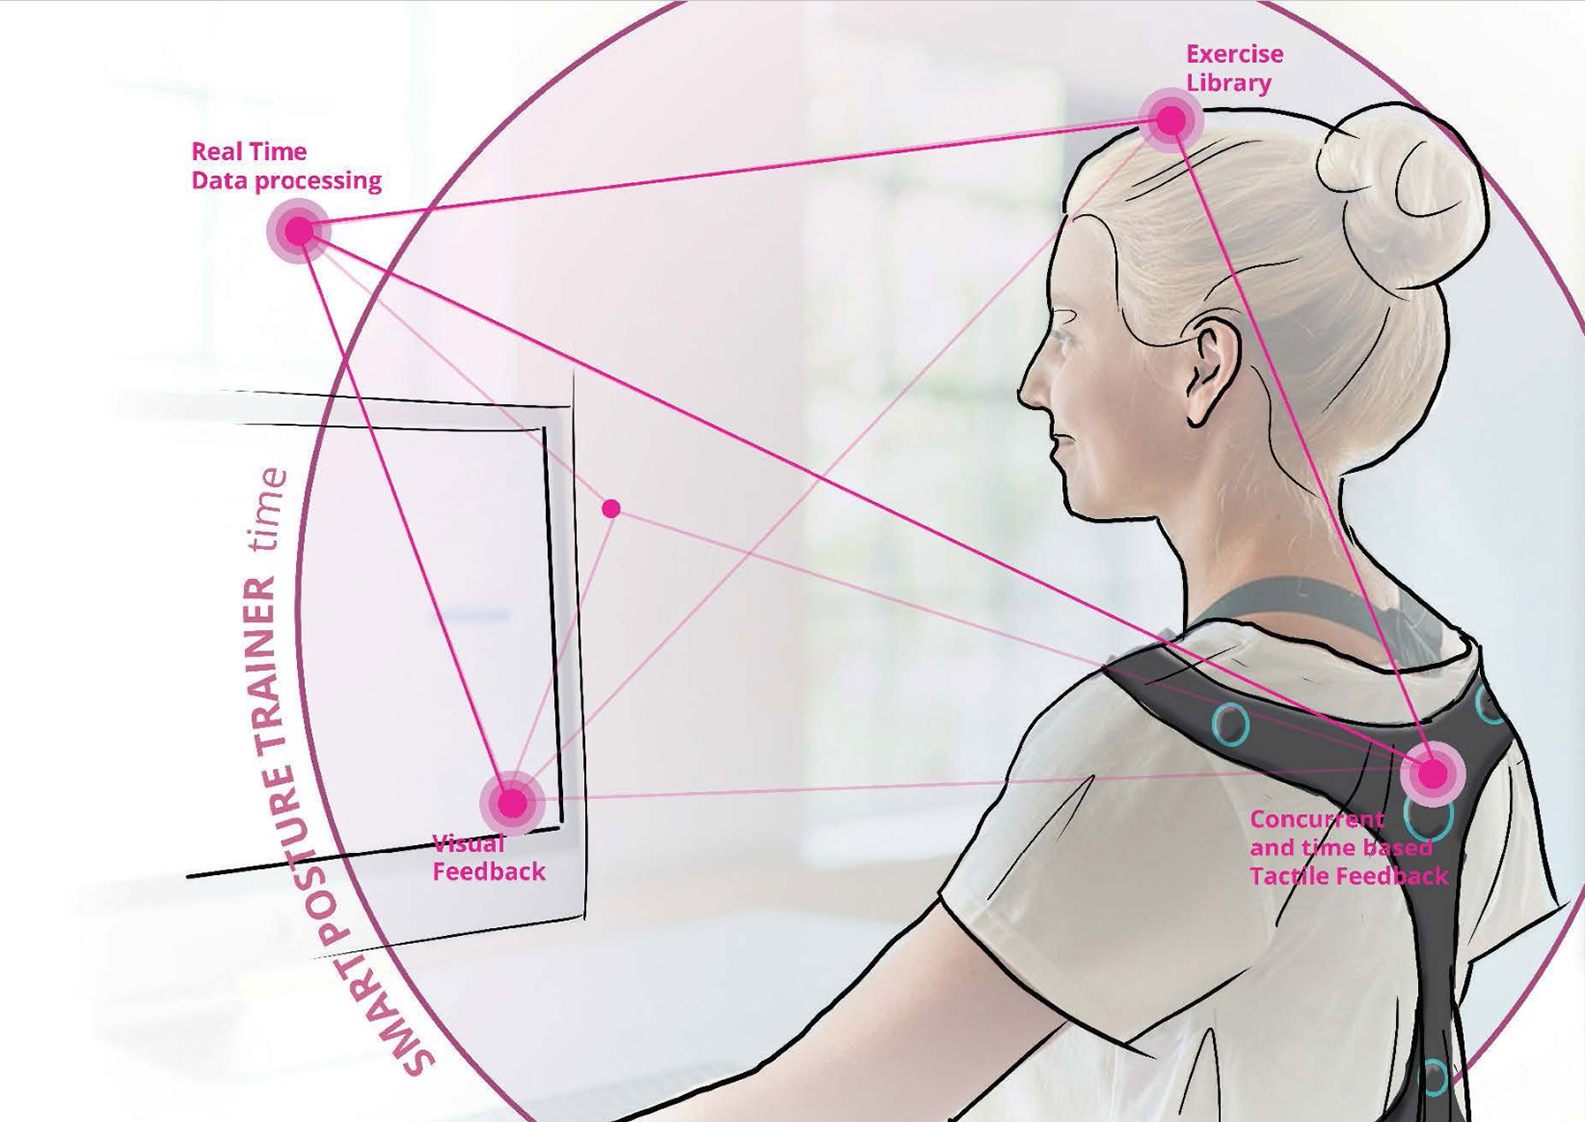 Exercise
Library
Real Time
Data processing
SMART POSTURE TRAINER time
Visual
Feedback
Concurrent
and time based
Tactile Feedback